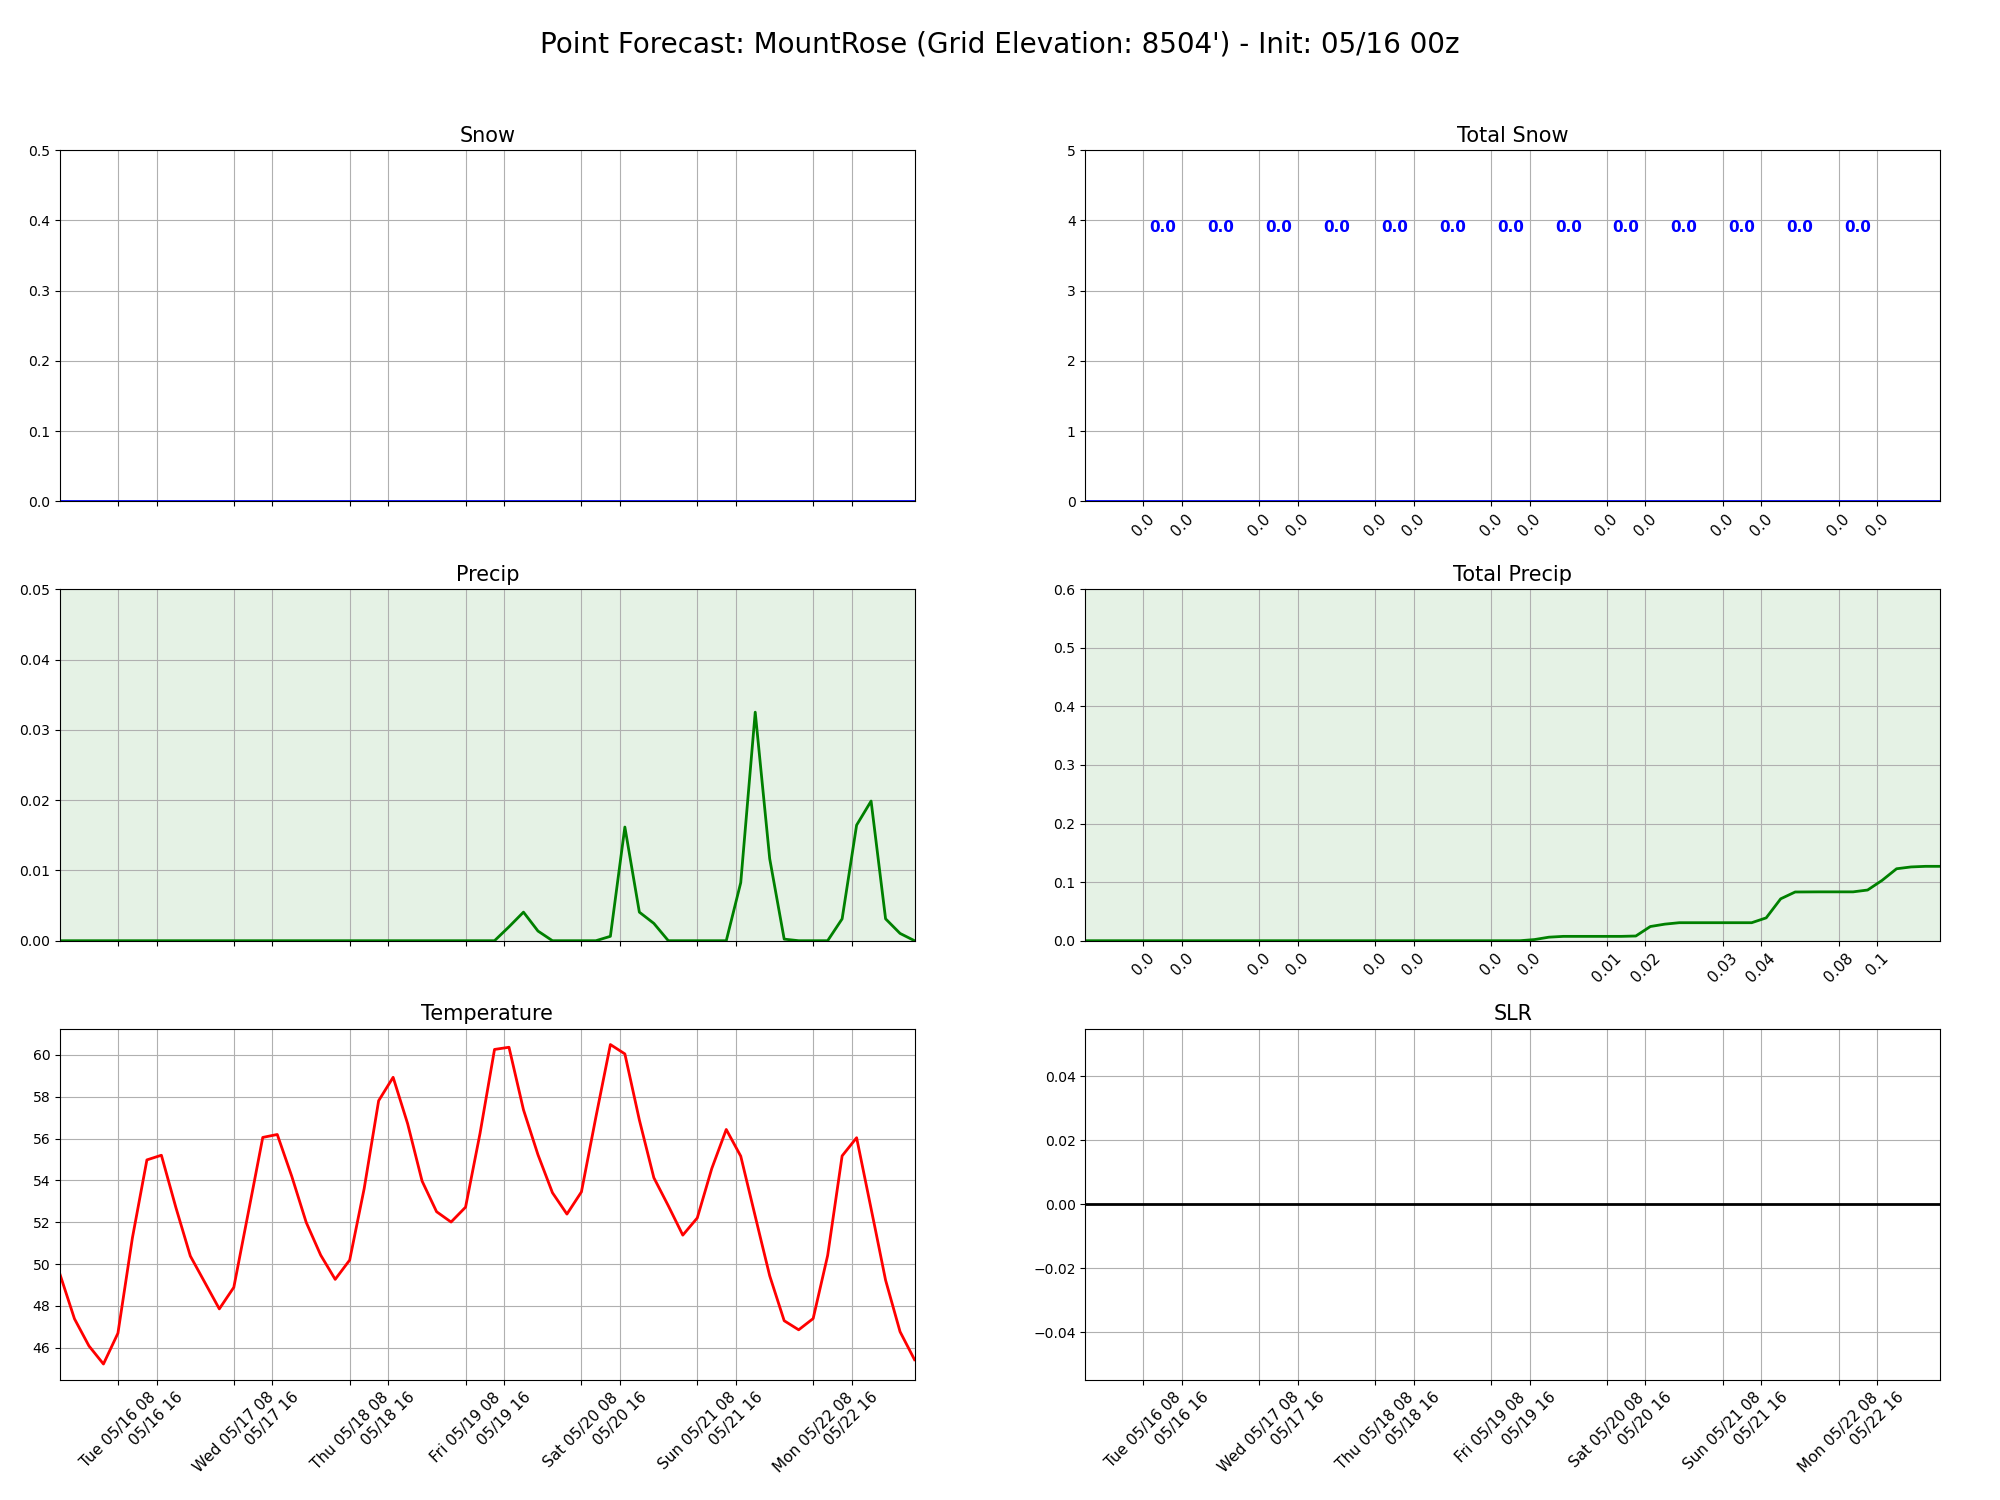 Point Forecast: MountRose (Grid Elevation: 8504') - Init: 05/16 00z
Snow
0.5
0.4
0.3
0.2
0.1
0.0
Total Snow
5
4
3
2
1
0
0.0 0.0 0.0 0.0 0.0 0.0 0.0 0.0 0.0 0.0 0.0 0.0 0.0
0.0 0.0 0.0 0.0 0.0 0.0 0.0 0.0 0.0 0.0 0.0 0.0 0.0 0.0
Precip
0.05
0.04
0.03
0.02
0.01
0.00
Total Precip
0.6
0.5
0.4
0.3
0.2
0.1
0.0
0.0 0.0 0.0 0.0 0.0 0.0 0.0 0.0 0.01 0.02 0.03 0.04 0.08 0.1
Temperature
60
58
56
54
52
50
48
46
Tue 05/16 08
05/16 16
Wed 05/17 08
05/17 16
Thu 05/18 08
05/18 16
Fri 05/19 08
05/19 16
Sat 05/20 08
05/20 16
Sun 05/21 08
05/21 16
Mon 05/22 08
05/22 16
SLR
0.04
0.02
0.00
−0.02
−0.04
Tue 05/16 08
05/16 16
Wed 05/17 08
05/17 16
Thu 05/18 08
05/18 16
Fri 05/19 08
05/19 16
Sat 05/20 08
05/20 16
Sun 05/21 08
05/21 16
Mon 05/22 08
05/22 16